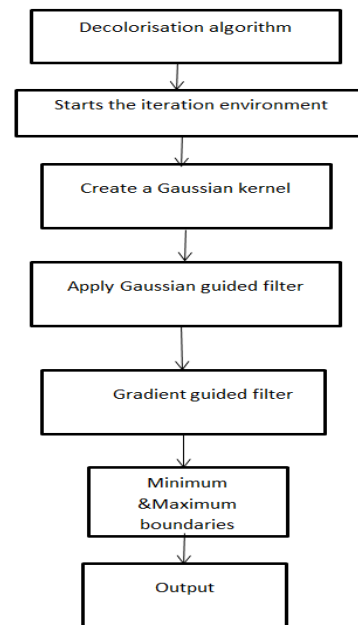 Decolorisation algorithm
Starts the iteration environment
Create a Gaussian kernel
Apply Gaussian guided filter
Gradient guided filter
Minimum
&Maximum
boundaries
Output